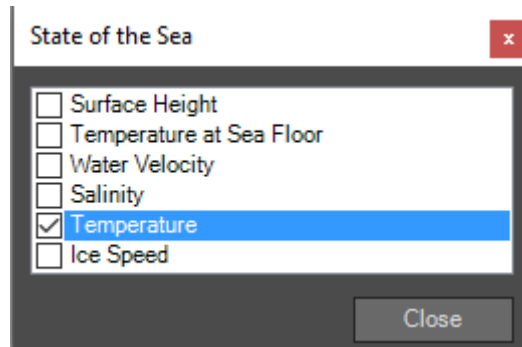 State of the Sea
x
Surface Height
Temperature at Sea Floor
Water Velocity
Salinity
Temperature
Ice Speed
Close